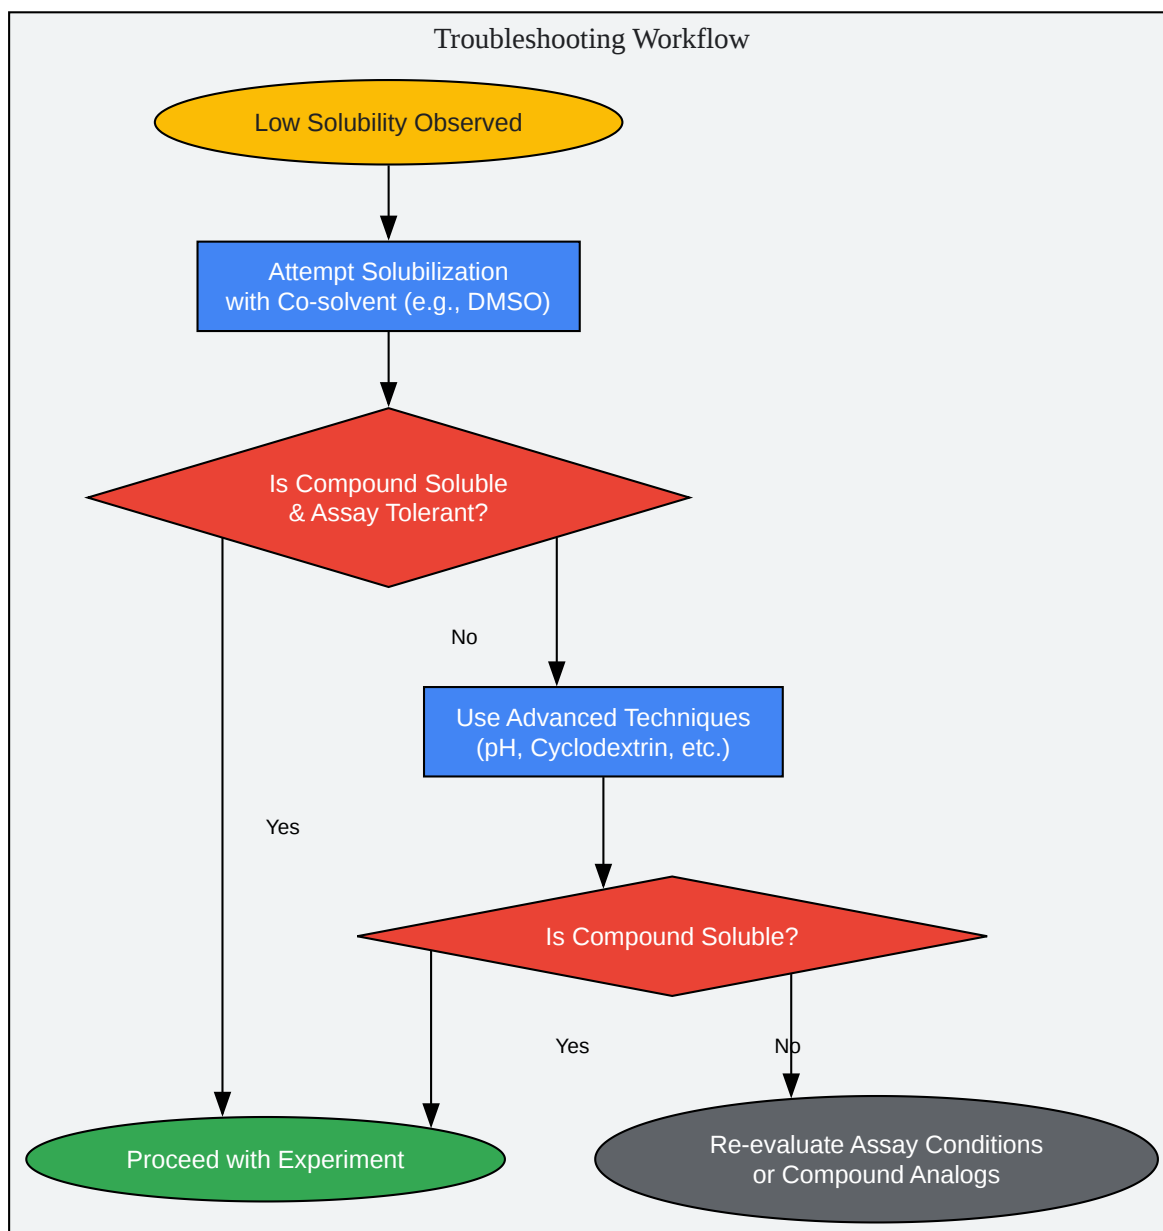 Troubleshooting Workflow
Low Solubility Observed
Attempt Solubilization
with Co-solvent (e.g., DMSO)
Is Compound Soluble
& Assay Tolerant?
No
Use Advanced Techniques
(pH, Cyclodextrin, etc.)
Yes
Is Compound Soluble?
Yes
No
Proceed with Experiment
Re-evaluate Assay Conditions
or Compound Analogs